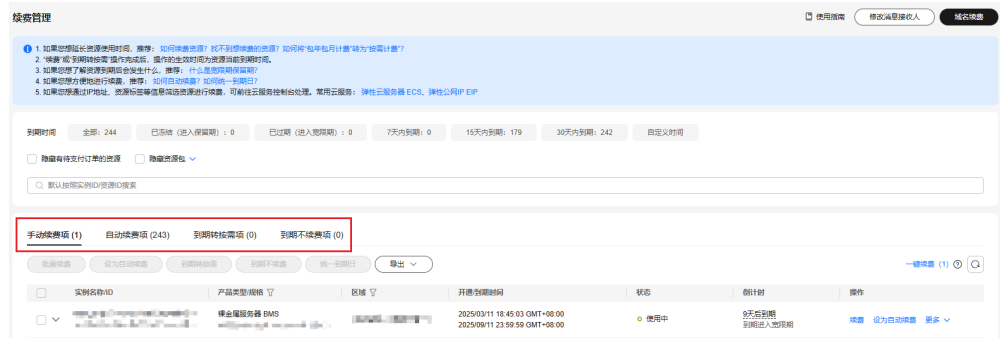 续费管理
使用指南
修改消息接收人
域名续费
1. 如果您想延长资源使用时间，推荐：如何续费资源？找不到想续费的资源？如何将“包年包月计费”转为“按需计费”？
2. “续费”或“到期转按需”操作完成后，操作的生效时间为资源当前到期时间。
3. 如果您想了解资源到期后会发生什么，推荐：什么是宽限期保留期？
4. 如果您想方便地进行续费，推荐：如何自动续费？如何统一到期日？
5. 如果您想通过IP地址、资源标签等信息筛选资源进行续费，可前往云服务控制台处理。常用云服务：弹性云服务器 ECS、弹性公网IP EIP
到期时间
全部：244
已冻结（进入保留期）：0
已过期（进入宽限期）：0
7天内到期：0
15天内到期：179
30天内到期：242
自定义时间
隐藏有待支付订单的资源
隐藏资源包
默认按照实例ID/资源ID搜索
手动续费项 (1)
自动续费项 (243)
到期转按需项 (0)
到期不续费项 (0)
批量续费
设为自动续费
到期转按需
到期不续费
统一到期日
导出
一键续费 (1)
实例名称/ID
产品类型/规格
区域
开通/到期时间
状态
倒计时
操作
裸金属服务器 BMS
2025/03/11 18:45:03 GMT+08:00
2025/09/11 23:59:59 GMT+08:00
使用中
9天后到期
到期进入宽限期
续费
设为自动续费
更多